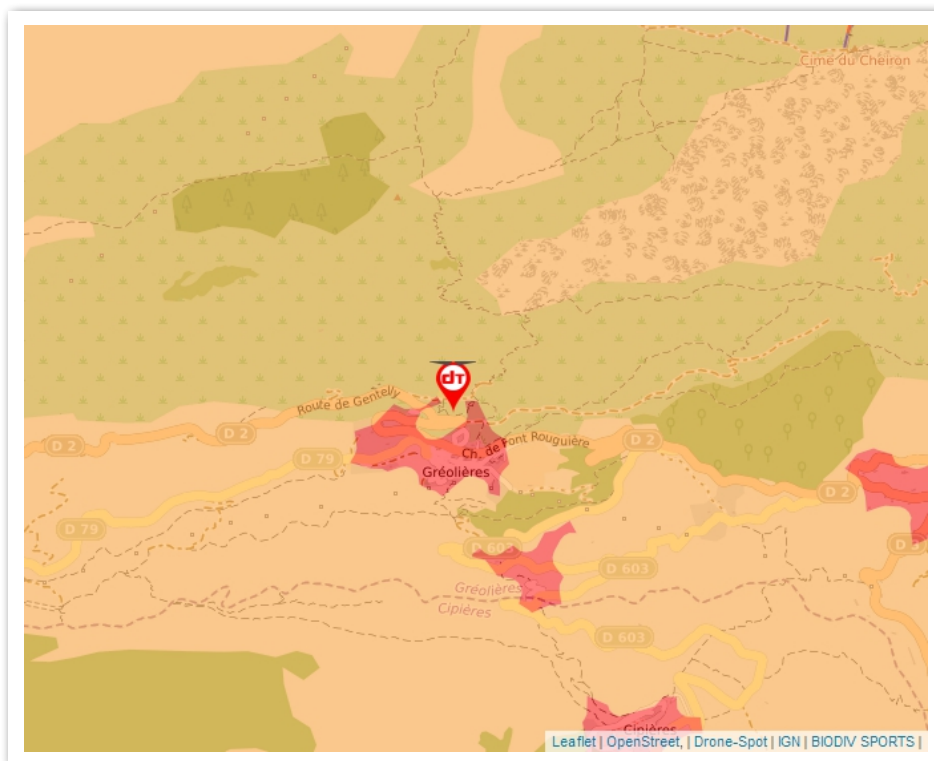 Cime du Cheiron
Route de Gentelly
D 2
D 2
dT
Ch. de Font Rouguière
D 2
D 79
Gréolières
D 2
D 79
D 603
D 603
Gréolières
Cipières
D 603
Cipières
Leaflet | OpenStreet, | Drone-Spot | IGN | BIODIV SPORTS |